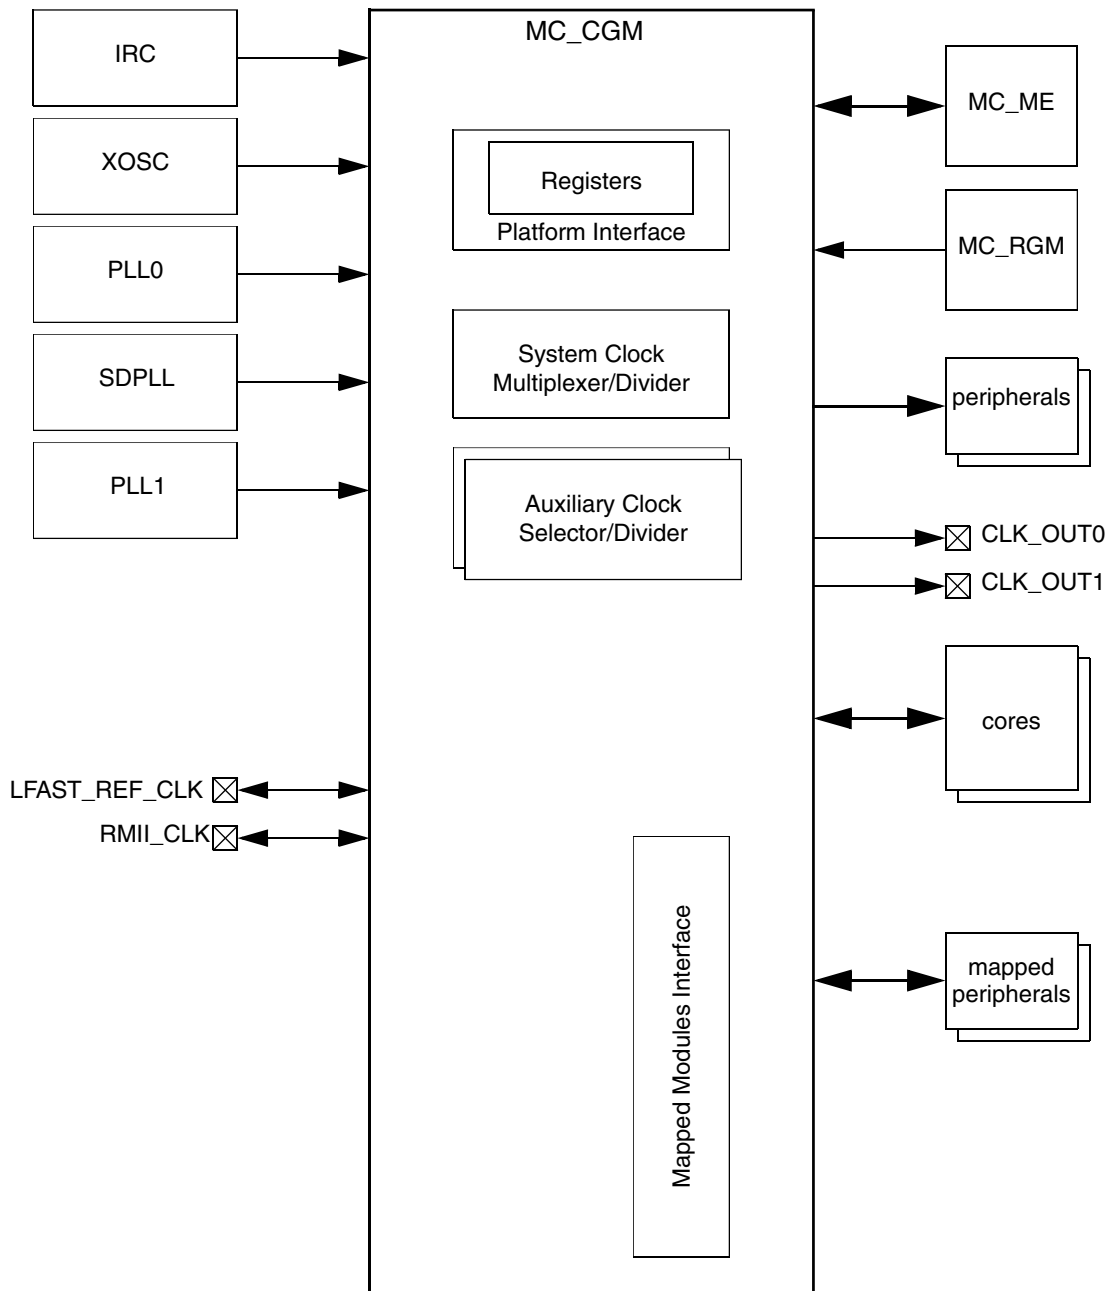 MC_CGM
IRC
XOSC
PLL0
SDPLL
PLL1
LFAST_REF_CLK
RMII_CLK
Registers
Platform Interface
System Clock
Multiplexer/Divider
Auxiliary Clock
Selector/Divider
Mapped Modules Interface
MC_ME
MC_RGM
peripherals
CLK_OUT0
CLK_OUT1
cores
mapped
peripherals